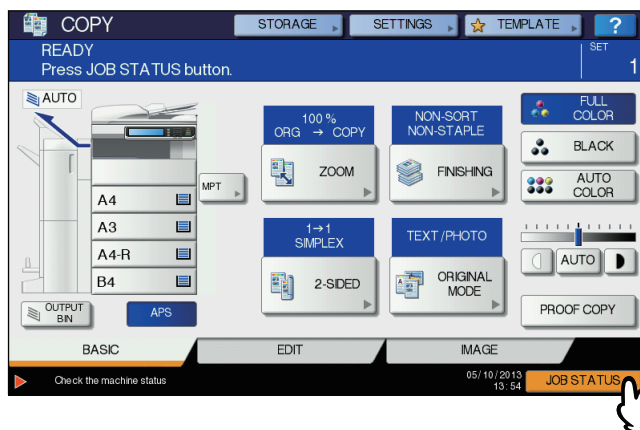 COPY
STORAGE
SETTINGS
TEMPLATE
?
READY
Press JOB STATUS button.
SET
1
AUTO
100 %
ORG → COPY
ZOOM
NON-SORT
NON-STAPLE
FINISHING
FULL
COLOR
BLACK
AUTO
COLOR
MPT
A4
A3
A4-R
B4
1→1
SIMPLEX
2-SIDED
TEXT/PHOTO
ORIGINAL
MODE
AUTO
OUTPUT
BIN
APS
PROOF COPY
BASIC
EDIT
IMAGE
Check the machine status
05/10/2013
13:54
JOB STATUS